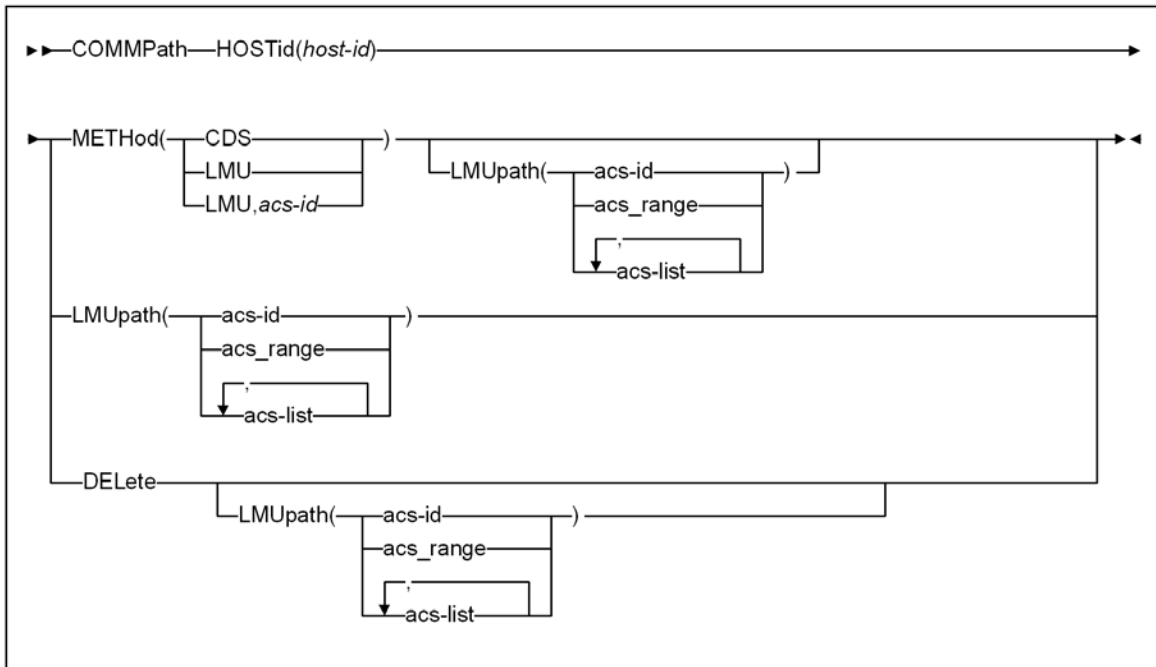 COMMPath HOSTid(host-id)
METHod( CDS ) LMUpath( acs-id )
LMU acs_range
LMU,acs-id ,
acs-list
LMUpath( acs-id )
acs_range
,
acs-list
DELete
LMUpath( acs-id )
acs_range
,
acs-list